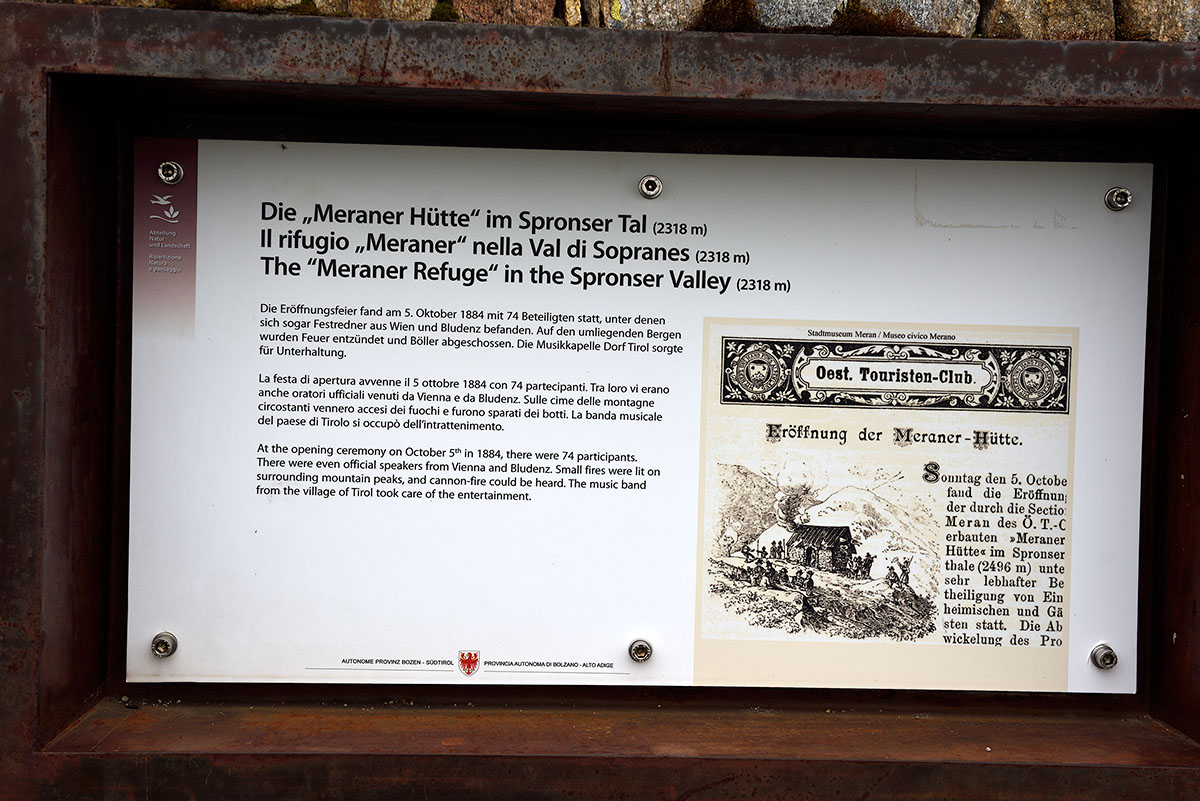 Abteilung
Natur
und Landschaft
Ripartizione
Natura
e paesaggio
Die „Meraner Hütte“ im Spronser Tal (2318 m)
Il rifugio „Meraner“ nella Val di Sopranes (2318 m)
The “Meraner Refuge“ in the Spronser Valley (2318 m)
Die Eröffnungsfeier fand am 5. Oktober 1884 mit 74 Beteiligten statt, unter denen
sich sogar Festredner aus Wien und Bludenz befanden. Auf den umliegenden Bergen
wurden Feuer entzündet und Böller abgeschossen. Die Musikkapelle Dorf Tirol sorgte
für Unterhaltung.
La festa di apertura avvenne il 5 ottobre 1884 con 74 partecipanti. Tra loro vi erano
anche oratori ufficiali venuti da Vienna e da Bludenz. Sulle cime delle montagne
circostanti vennero accesi dei fuochi e furono sparati dei botti. La banda musicale
del paese di Tirolo si occupò dell'intrattenimento.
At the opening ceremony on October 5th in 1884, there were 74 participants.
There were even official speakers from Vienna and Bludenz. Small fires were lit on
surrounding mountain peaks, and cannon-fire could be heard. The music band
from the village of Tirol took care of the entertainment.
Stadtmuseum Meran / Museo civico Merano
Oest. Touristen-Club.
Eröffnung der Meraner-Hütte.
Sonntag den 5. Octobe
fand die Eröffnun
der durch die Sectio
Meran des Ö. T.-C
erbauten »Meraner
Hütte« im Spronser
thale (2496 m) unte
sehr lebhafter Be
theiligung von Ein
heimischen und Gä
sten statt. Die Ab
wickelung des Pro
AUTONOME PROVINZ BOZEN - SÜDTIROL
PROVINCIA AUTONOMA DI BOLZANO - ALTO ADIGE